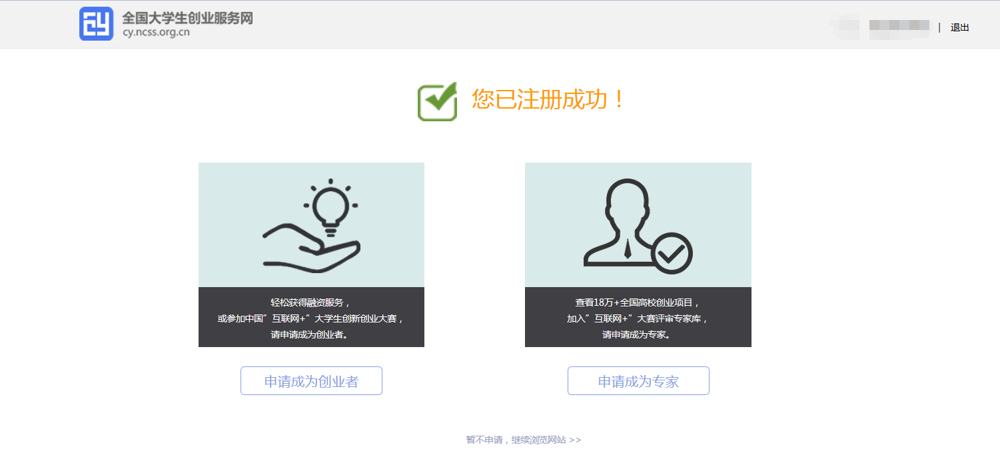 全国大学生创业服务网
cy.ncss.org.cn
| 退出
您已注册成功！
轻松获得融资服务，
或参加中国”互联网+”大学生创新创业大赛，
请申请成为创业者。
申请成为创业者
查看18万+全国高校创业项目，
加入”互联网+”大赛评审专家库，
请申请成为专家。
申请成为专家
暂不申请，继续浏览网站 >>